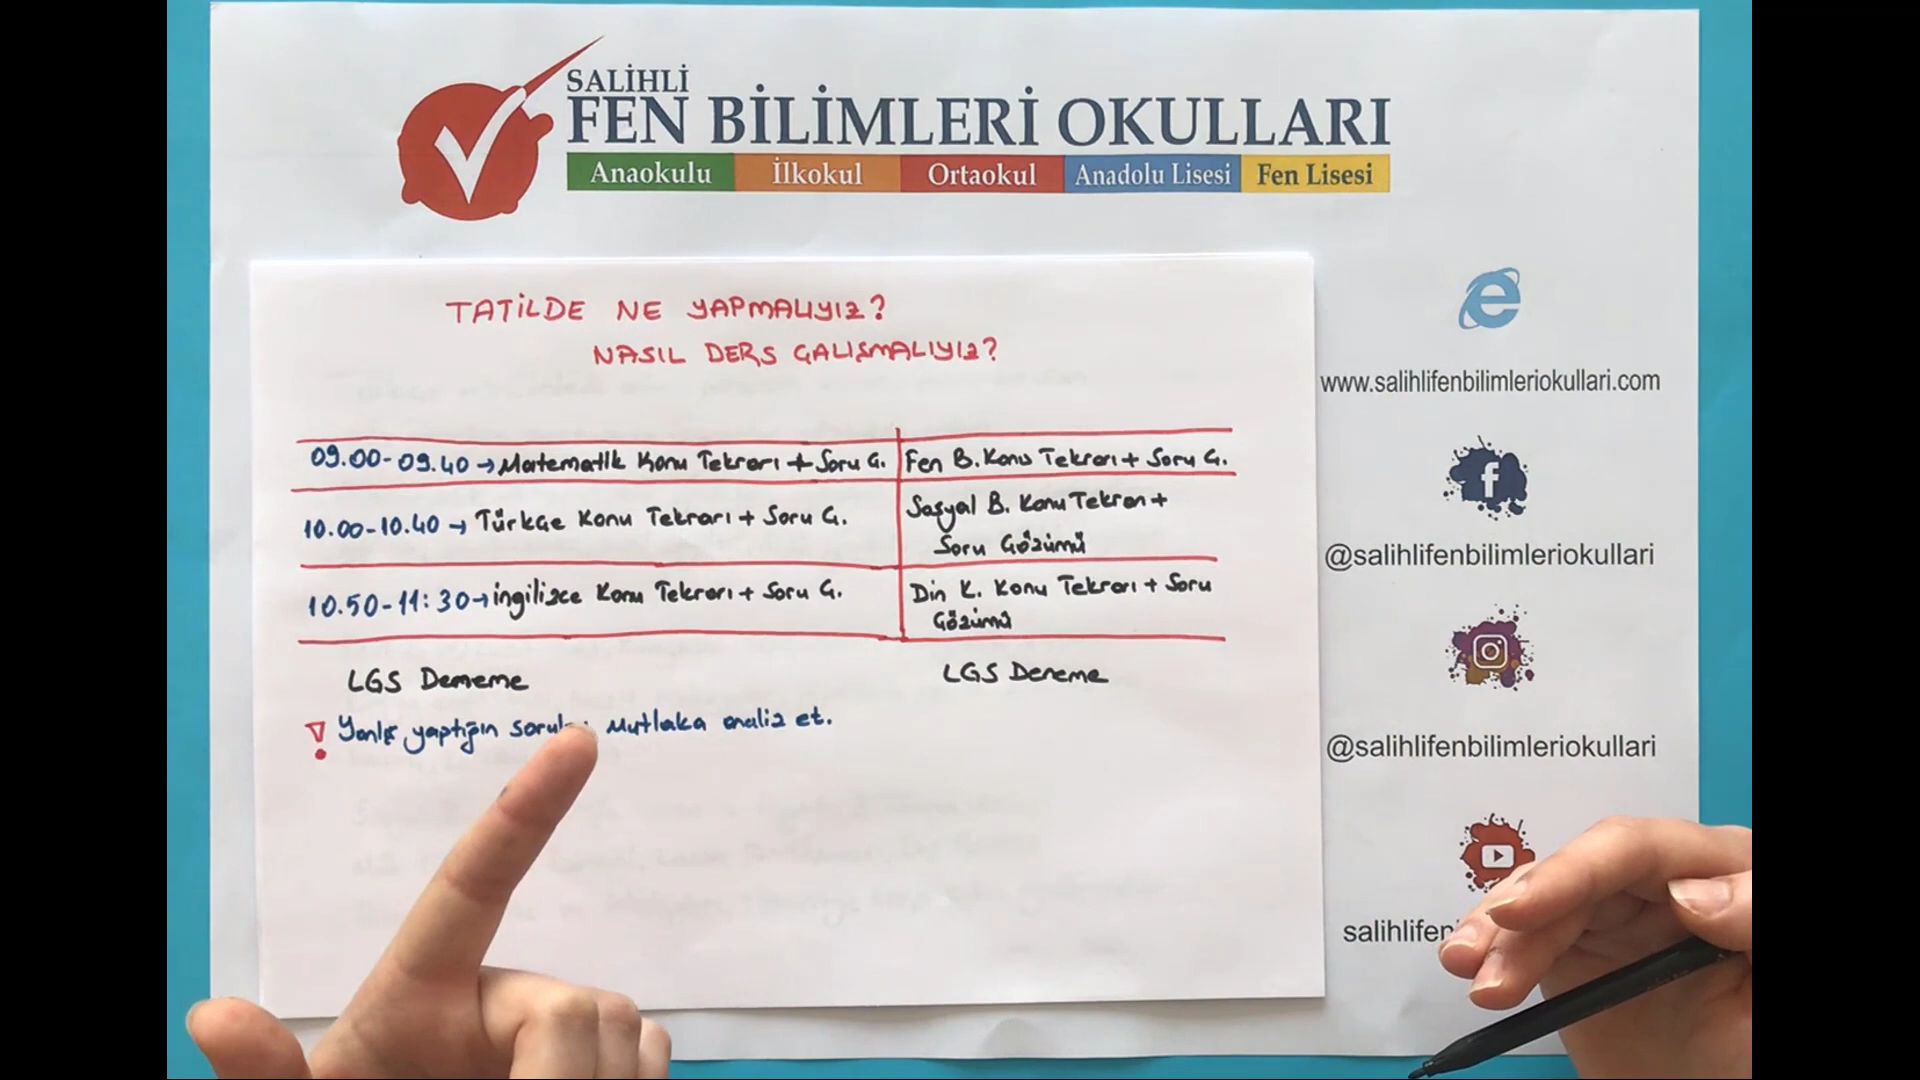 SALİHLİ
FEN BİLİMLERİ OKULLARI
Anaokulu İlkokul Ortaokul Anadolu Lisesi Fen Lisesi
TATİLDE NE YAPMALIYIZ?
NASIL DERS ÇALIŞMALIYIZ?
09.00-09.40→Matematik Konu Tekrarı + Soru Ç. Fen B. Konu Tekrarı + Soru Ç.
10.00-10.40→Türkçe Konu Tekrarı + Soru Ç. Sosyal B. Konu Tekrarı +
Soru Çözümü
10.50-11:30→İngilizce Konu Tekrarı + Soru Ç. Din K. Konu Tekrarı + Soru
Çözümü
LGS Deneme LGS Deneme
! Yanlış yaptığın Mutlaka analiz et.
www.salihlifenbilimleriokullari.com
@salihlifenbilimleriokullari
@salihlifenbilimleriokullari